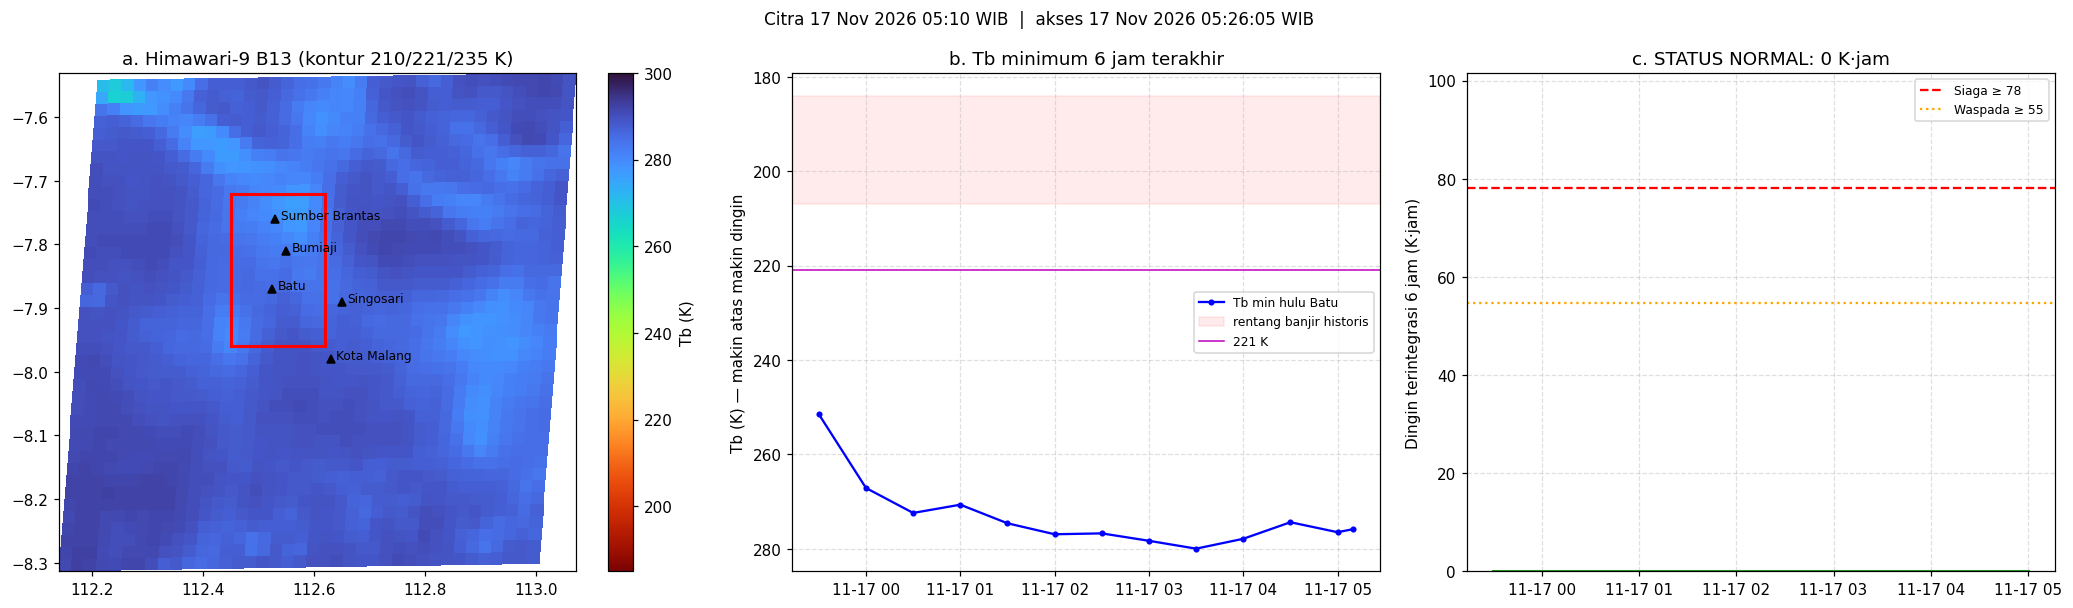 Citra 17 Nov 2026 05:10 WIB  |  akses 17 Nov 2026 05:26:05 WIB
a. Himawari-9 B13 (kontur 210/221/235 K)
−7.6
−7.7
−7.8
−7.9
−8.0
−8.1
−8.2
−8.3
112.2 112.4 112.6 112.8 113.0
Sumber Brantas
Bumiaji
Batu
Singosari
Kota Malang
300
280
260
240
220
200
Tb (K)
b. Tb minimum 6 jam terakhir
Tb (K) — makin atas makin dingin
180
200
220
240
260
280
Tb min hulu Batu
rentang banjir historis
221 K
11-17 00 11-17 01 11-17 02 11-17 03 11-17 04 11-17 05
c. STATUS NORMAL: 0 K·jam
Dingin terintegrasi 6 jam (K·jam)
100
80
60
40
20
0
Siaga ≥ 78
Waspada ≥ 55
11-17 00 11-17 01 11-17 02 11-17 03 11-17 04 11-17 05